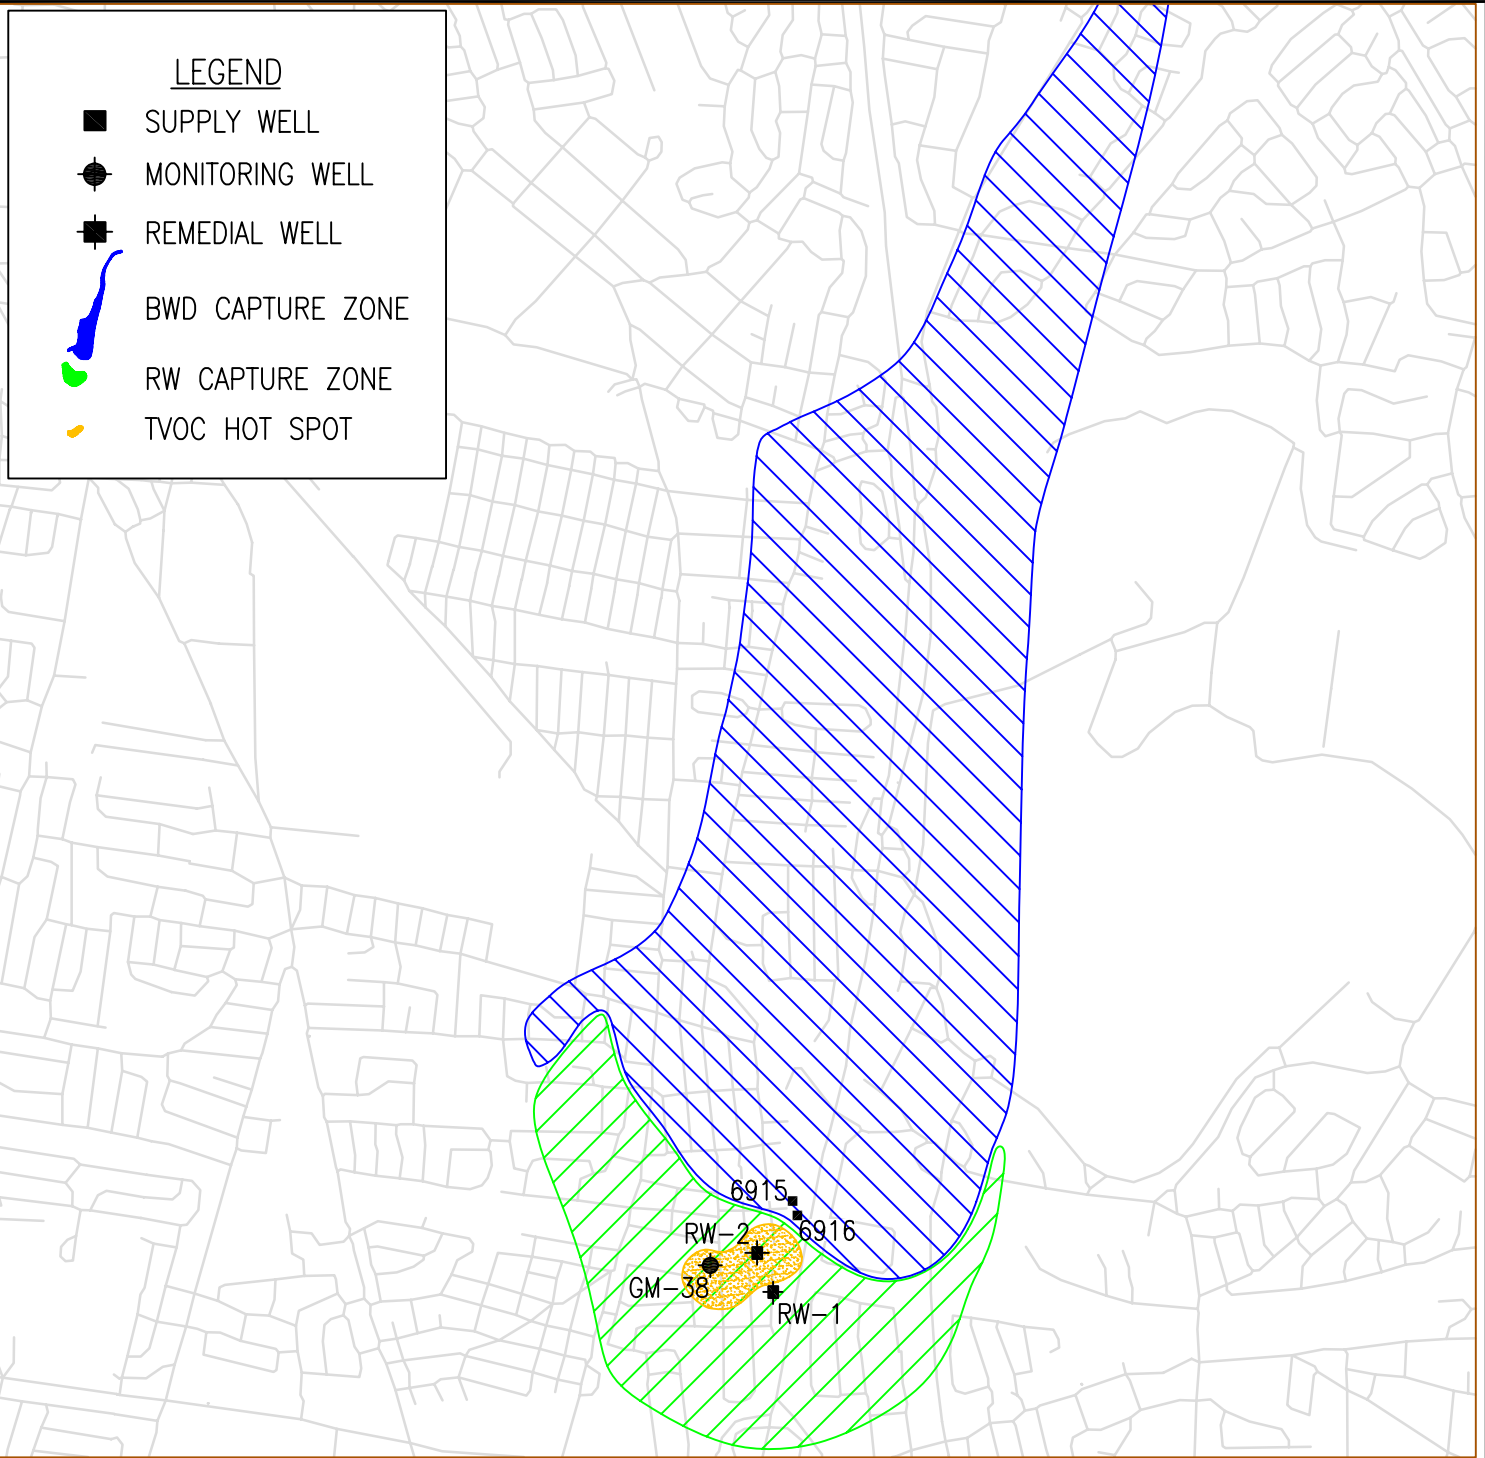 LEGEND
SUPPLY WELL
MONITORING WELL
REMEDIAL WELL
BWD CAPTURE ZONE
RW CAPTURE ZONE
TVOC HOT SPOT
6915
6916
RW-2
GM-38
RW-1